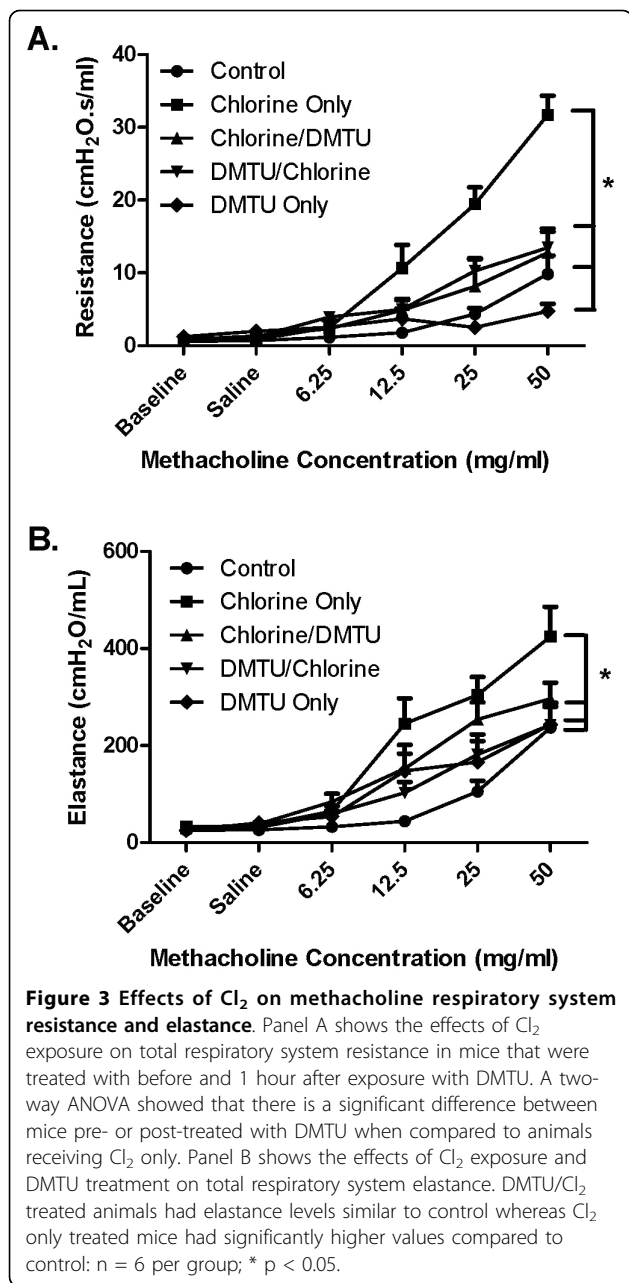 A.
40
30
20
10
0
Resistance (cmH2O.s/ml)
Control
Chlorine Only
Chlorine/DMTU
DMTU/Chlorine
DMTU Only
*
Baseline
Saline
6.25
12.5
25
50
Methacholine Concentration (mg/ml)
B.
600
400
200
0
Elastance (cmH2O/mL)
Control
Chlorine Only
Chlorine/DMTU
DMTU/Chlorine
DMTU Only
*
Baseline
Saline
6.25
12.5
25
50
Methacholine Concentration (mg/ml)
Figure 3 Effects of Cl2 on methacholine respiratory system
resistance and elastance. Panel A shows the effects of Cl2
exposure on total respiratory system resistance in mice that were
treated with before and 1 hour after exposure with DMTU. A two-
way ANOVA showed that there is a significant difference between
mice pre- or post-treated with DMTU when compared to animals
receiving Cl2 only. Panel B shows the effects of Cl2 exposure and
DMTU treatment on total respiratory system elastance. DMTU/Cl2
treated animals had elastance levels similar to control whereas Cl2
only treated mice had significantly higher values compared to
control: n = 6 per group; * p < 0.05.